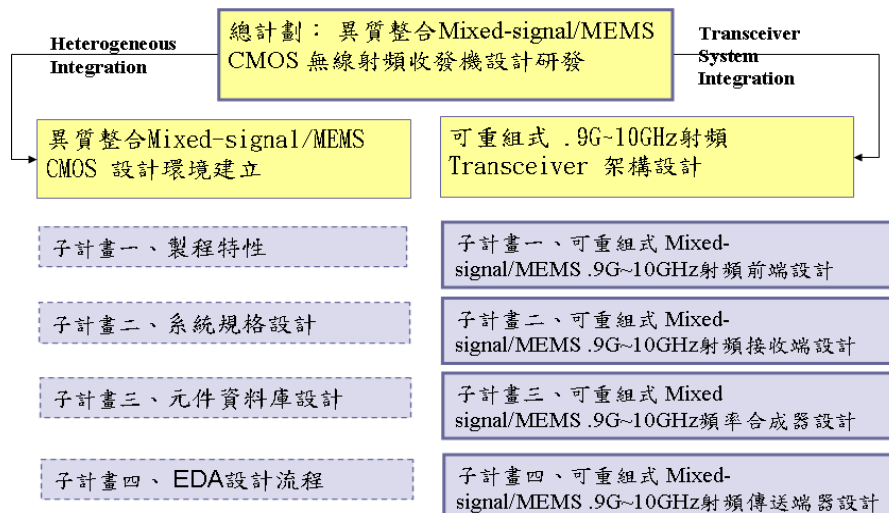 Heterogeneous
Integration
總計劃： 異質整合Mixed-signal/MEMS
CMOS 無線射頻收發機設計研發
Transceiver
System
Integration
異質整合Mixed-signal/MEMS
CMOS 設計環境建立
可重組式 .9G~10GHz射頻
Transceiver 架構設計
子計畫一、製程特性
子計畫二、系統規格設計
子計畫三、元件資料庫設計
子計畫四、EDA設計流程
子計畫一、可重組式 Mixed-
signal/MEMS .9G~10GHz射頻前端設計
子計畫二、可重組式 Mixed-
signal/MEMS .9G~10GHz射頻接收端設計
子計畫三、可重組式 Mixed
signal/MEMS .9G~10GHz頻率合成器設計
子計畫四、可重組式 Mixed-
signal/MEMS .9G~10GHz射頻傳送端器設計